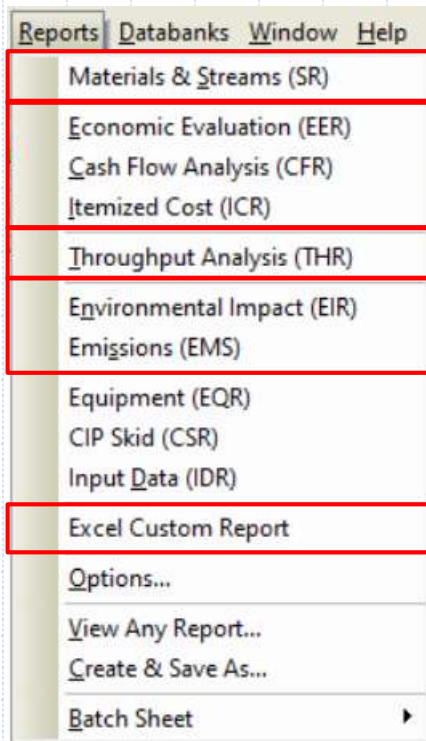 Reports Databanks Window Help
Materials & Streams (SR)
Economic Evaluation (EER)
Cash Flow Analysis (CFR)
Itemized Cost (ICR)
Throughput Analysis (THR)
Environmental Impact (EIR)
Emissions (EMS)
Equipment (EQR)
CIP Skid (CSR)
Input Data (IDR)
Excel Custom Report
Options...
View Any Report...
Create & Save As...
Batch Sheet